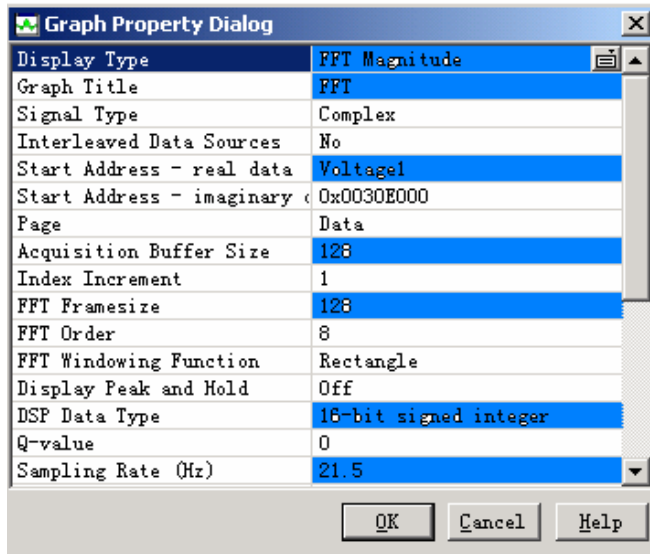 Graph Property Dialog
Display Type FFT Magnitude
Graph Title FFT
Signal Type Complex
Interleaved Data Sources No
Start Address - real data Voltage1
Start Address - imaginary 0x0030E000
Page Data
Acquisition Buffer Size 128
Index Increment 1
FFT Framesize 128
FFT Order 8
FFT Windowing Function Rectangle
Display Peak and Hold Off
DSP Data Type 16-bit signed integer
Q-value 0
Sampling Rate (Hz) 21.5
OK Cancel Help